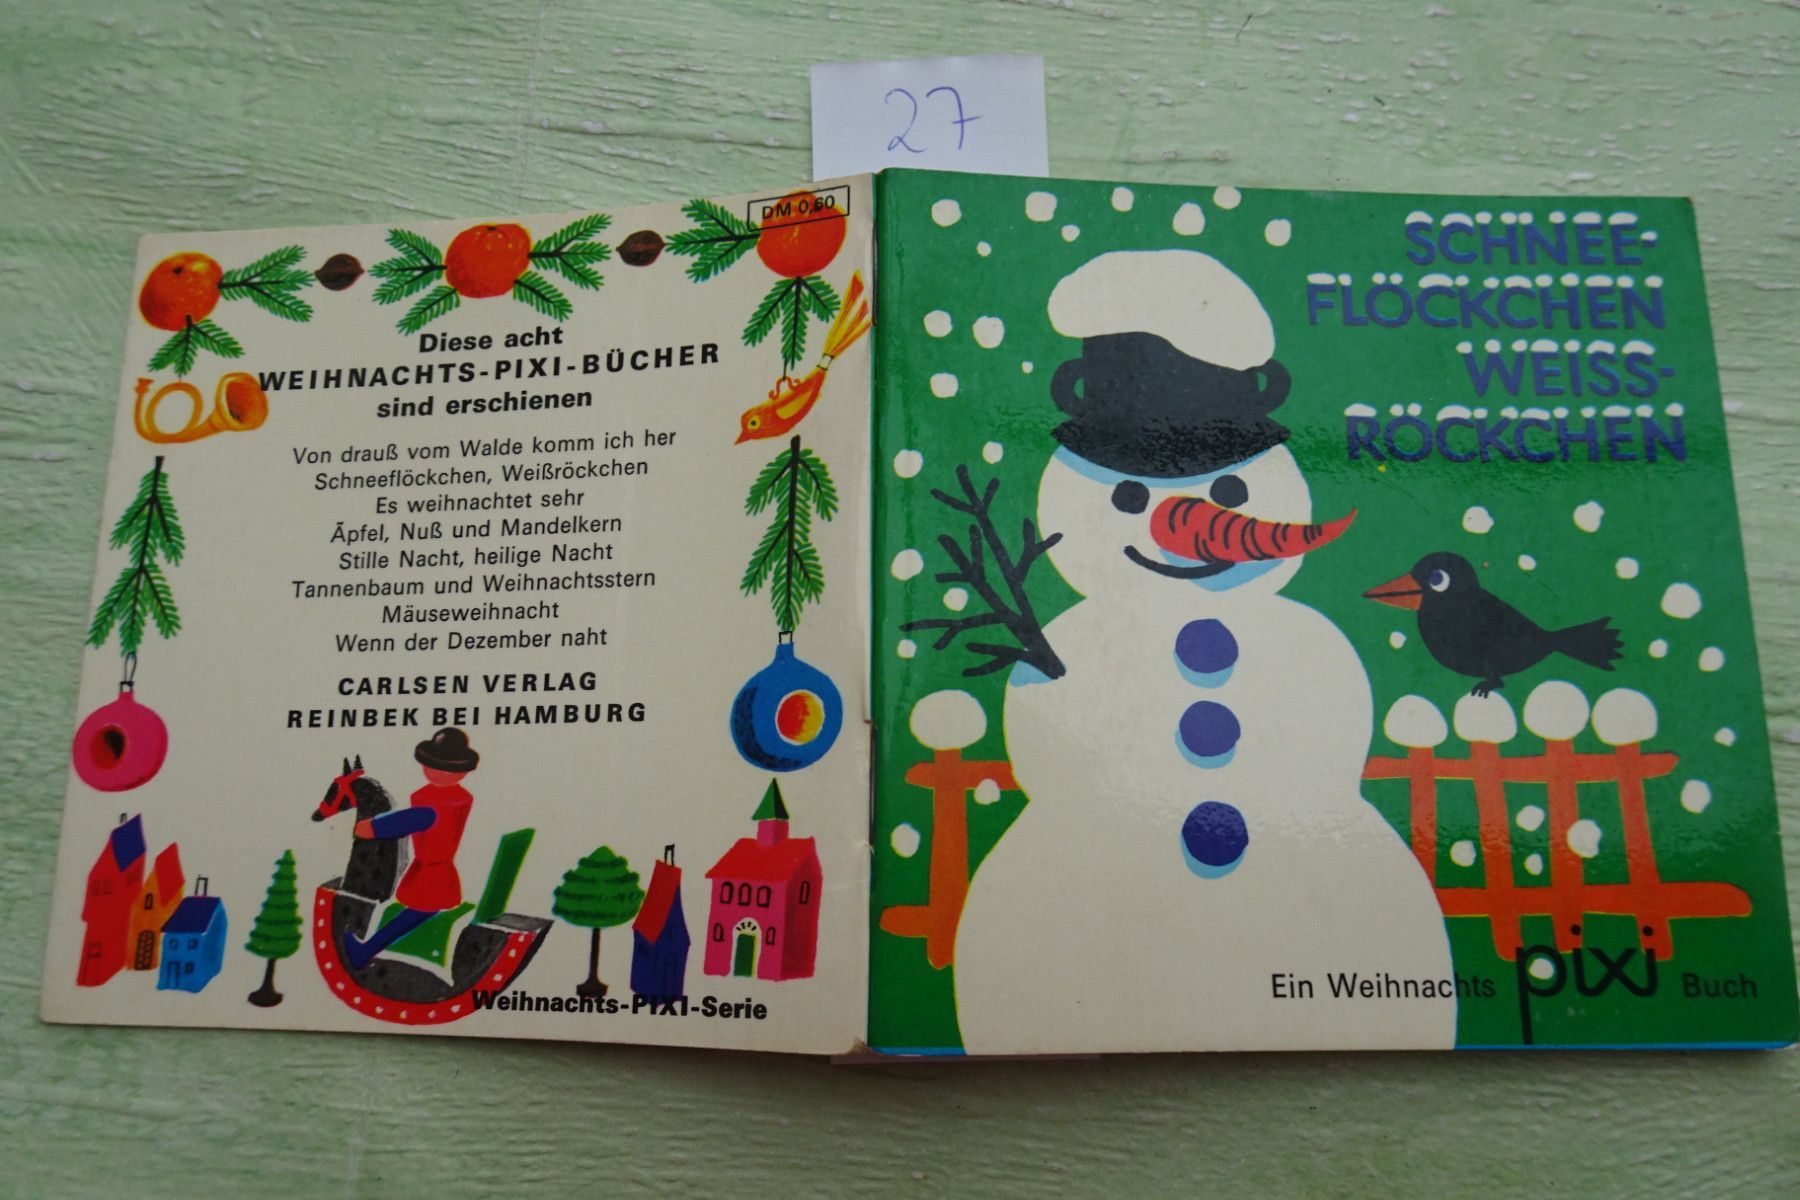 27
DM 0,60
Diese acht
WEIHNACHTS-PIXI-BÜCHER
sind erschienen
Von drauß vom Walde komm ich her
Schneeflöckchen, Weißröckchen
Es weihnachtet sehr
Äpfel, Nuß und Mandelkern
Stille Nacht, heilige Nacht
Tannenbaum und Weihnachtsstern
Mäuseweihnacht
Wenn der Dezember naht
CARLSEN VERLAG
REINBEK BEI HAMBURG
Weihnachts-PIXI-Serie
SCHNEE-
FLÖCKCHEN
WEISS-
RÖCKCHEN
Ein Weihnachts pixi Buch